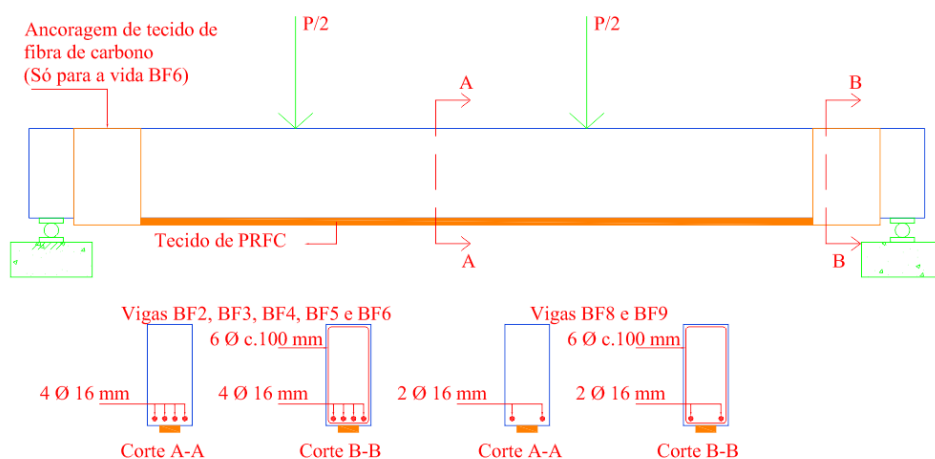 Ancoragem de tecido de
fibra de carbono
(Só para a vida BF6)
P/2
P/2
A
B
Tecido de PRFC
A
B
Vigas BF2, BF3, BF4, BF5 e BF6
Vigas BF8 e BF9
6 Ø c.100 mm
6 Ø c.100 mm
4 Ø 16 mm
4 Ø 16 mm
2 Ø 16 mm
2 Ø 16 mm
Corte A-A
Corte B-B
Corte A-A
Corte B-B